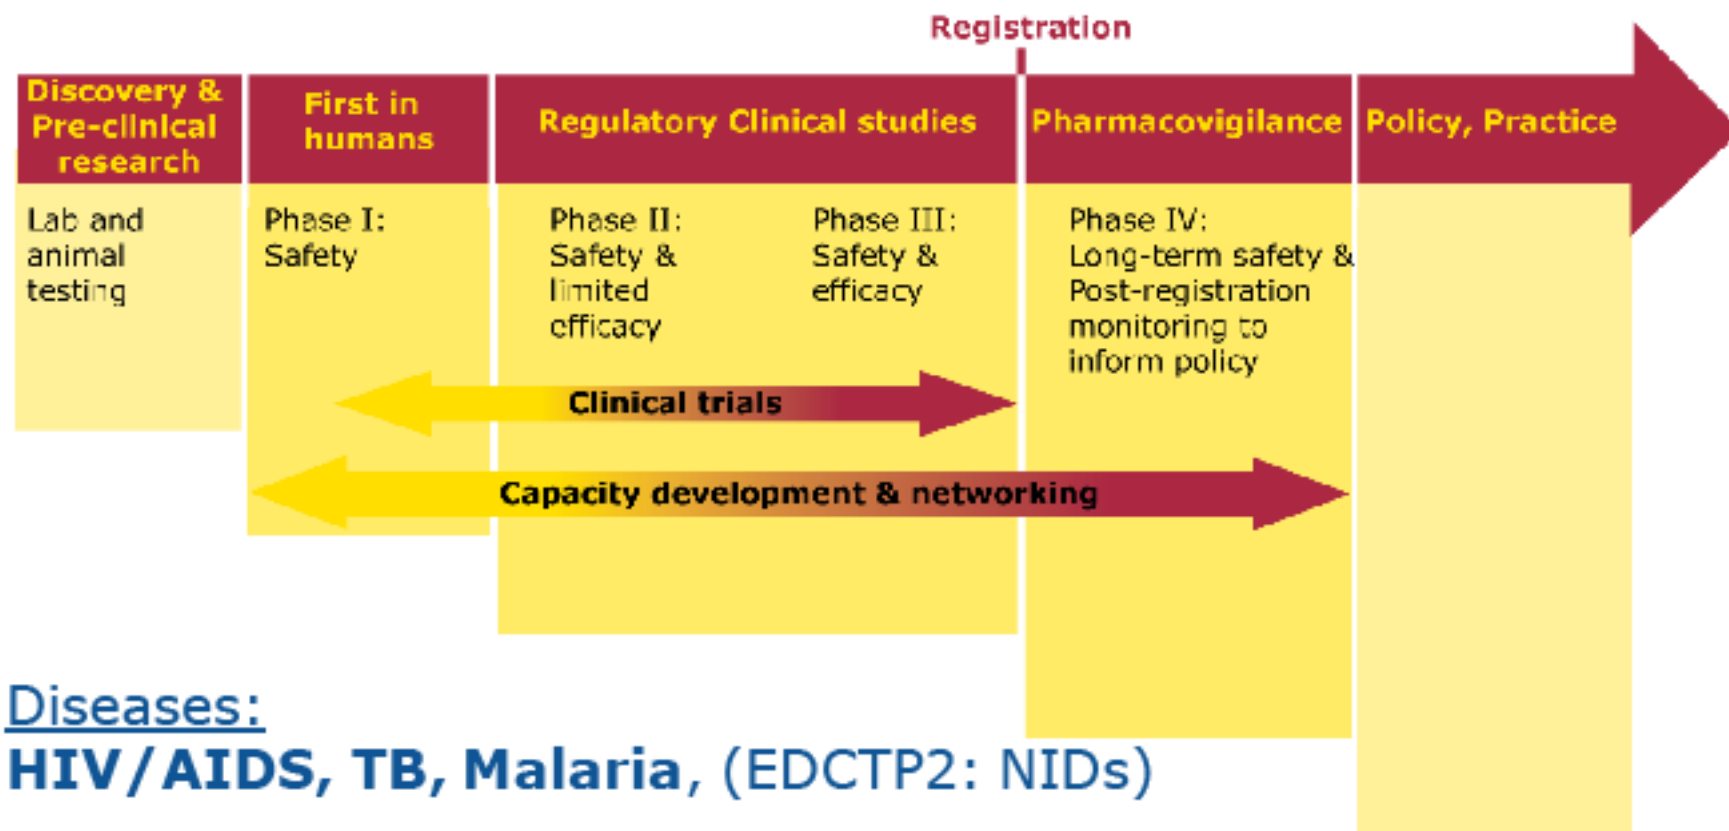 Registration
Discovery &
Pre-clinical
research
First in
humans
Regulatory Clinical studies
Pharmacovigilance
Policy, Practice
Lab and
animal
testing
Phase I:
Safety
Phase II:
Safety &
limited
efficacy
Phase III:
Safety &
efficacy
Phase IV:
Long-term safety &
Post-registration
monitoring to
inform policy
Clinical trials
Capacity development & networking
Diseases:
HIV/AIDS, TB, Malaria, (EDCTP2: NIDs)